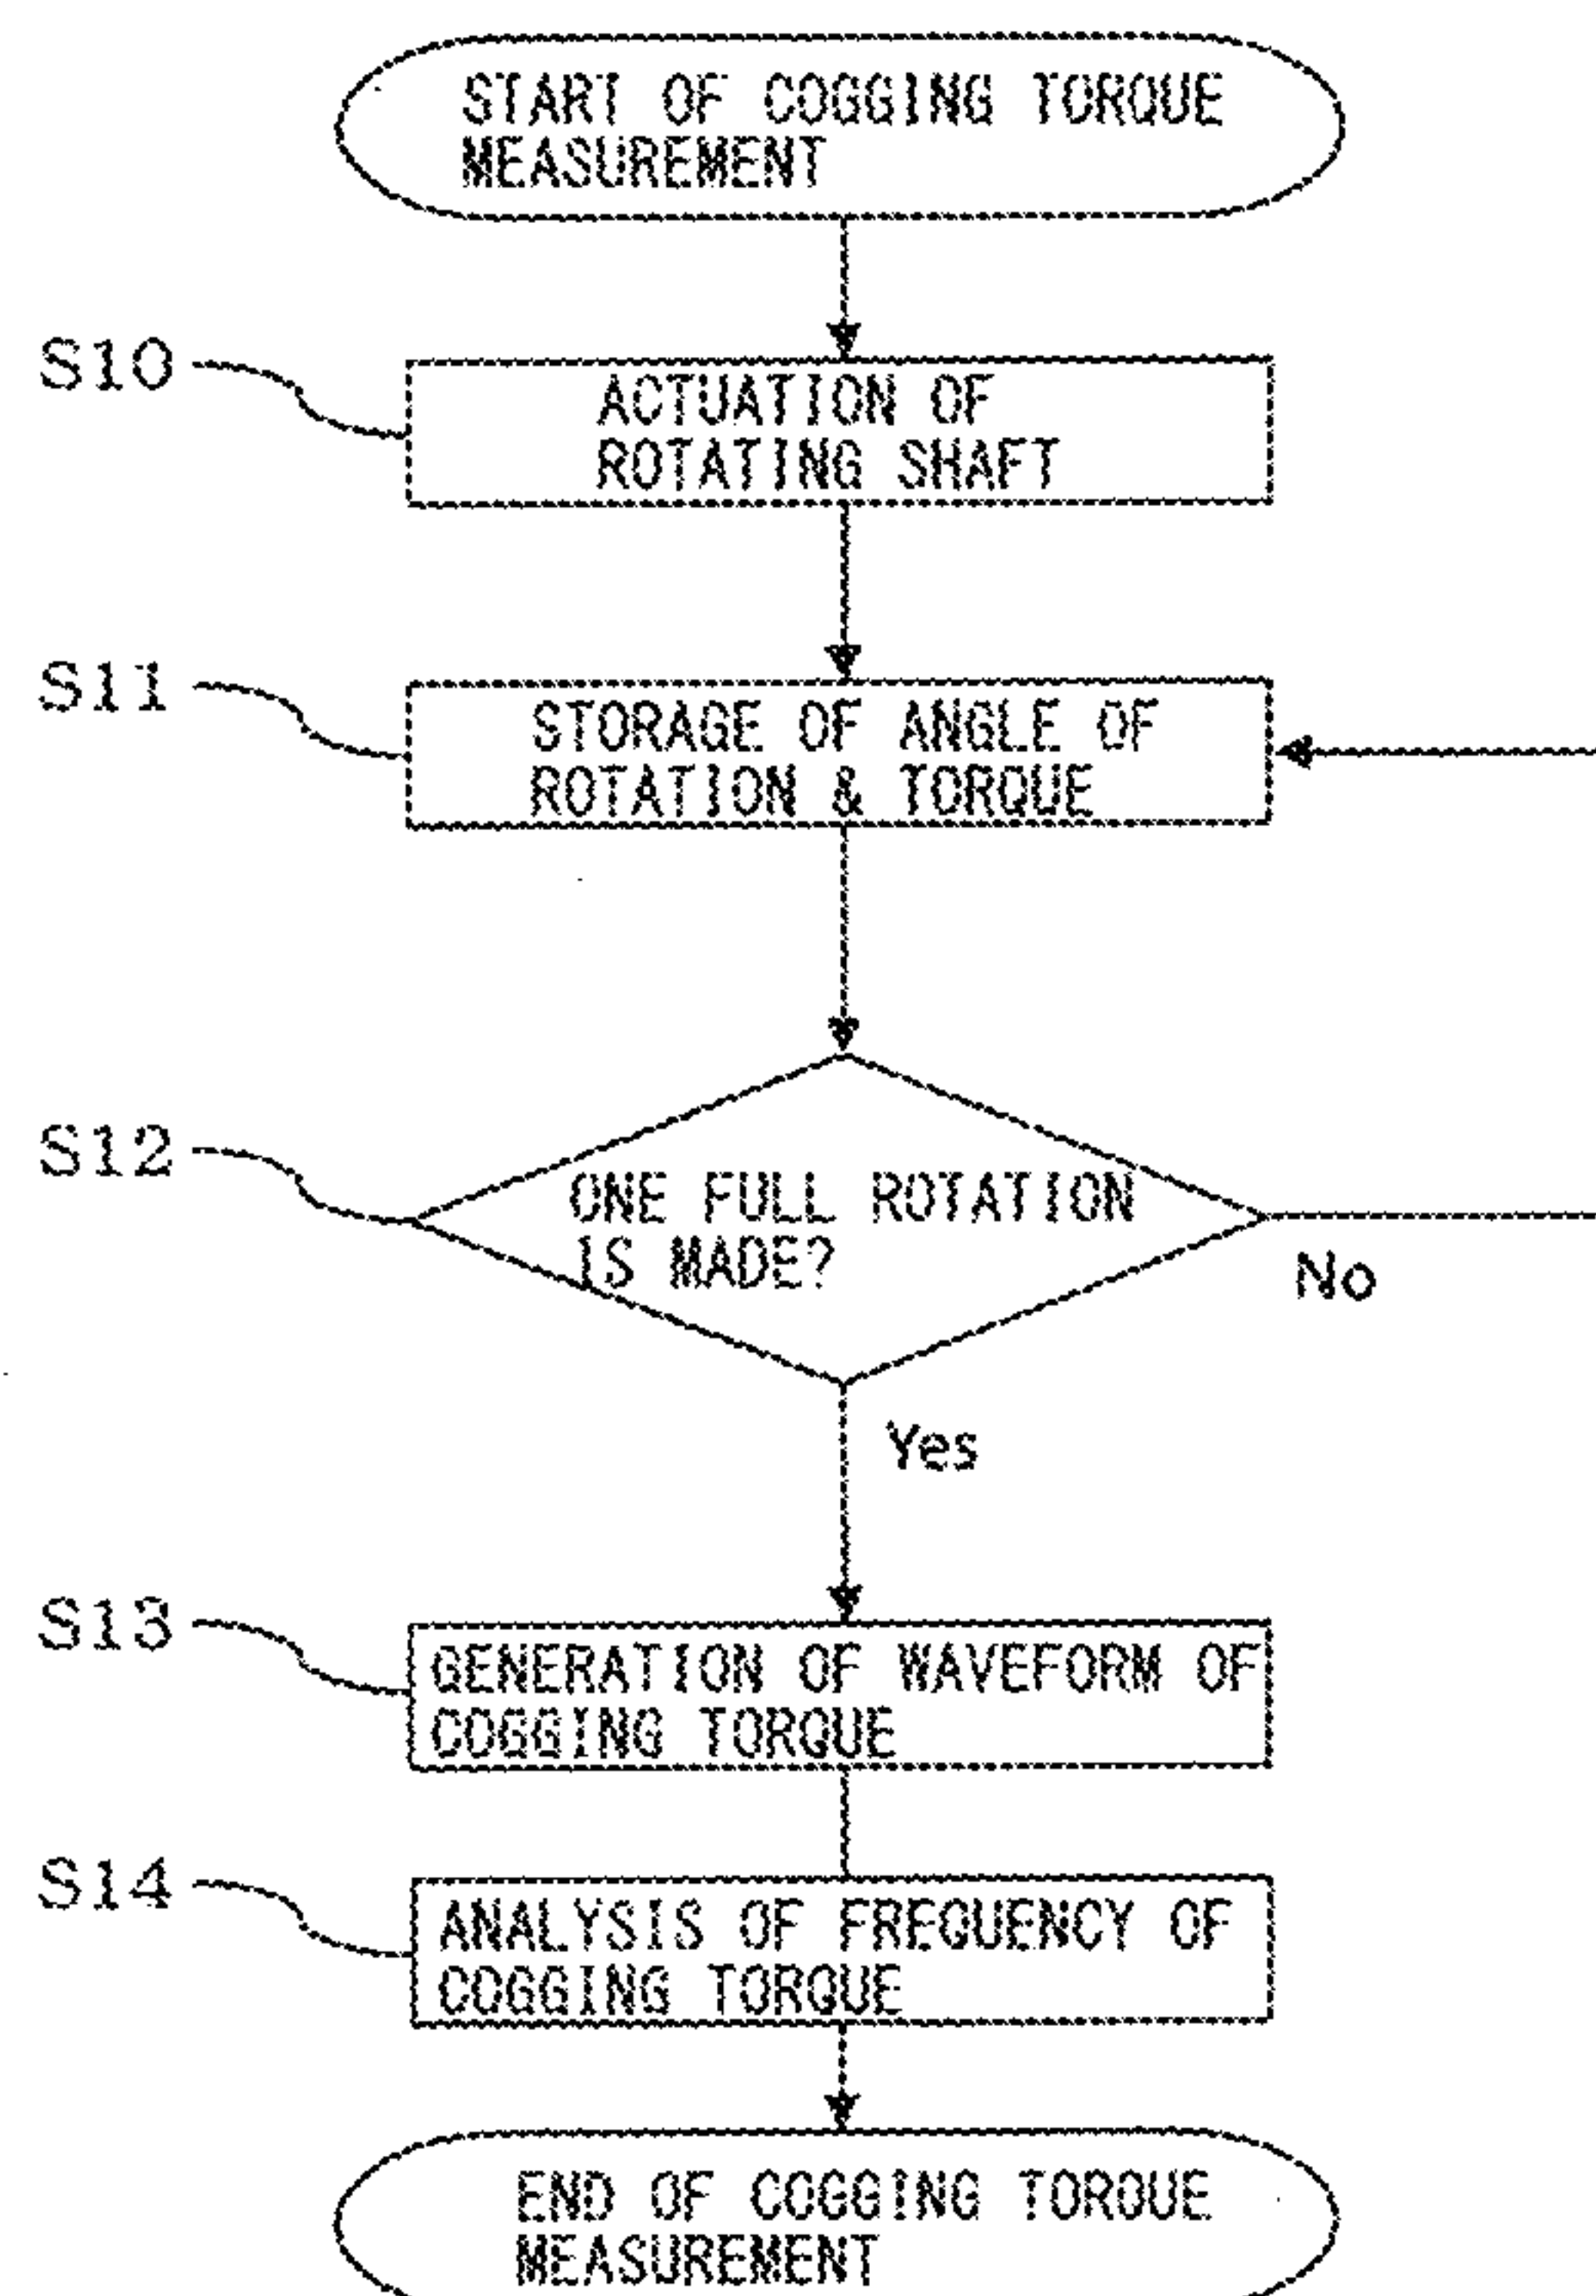 START OF COGGING TORQUE
MEASUREMENT
S10
ACTUATION OF
ROTATING SHAFT
S11
STORAGE OF ANGLE OF
ROTATION & TORQUE
S12
ONE FULL ROTATION
IS MADE?
No
Yes
S13
GENERATION OF WAVEFORM OF
COGGING TORQUE
S14
ANALYSIS OF FREQUENCY OF
COGGING TORQUE
END OF COGGING TORQUE
MEASUREMENT